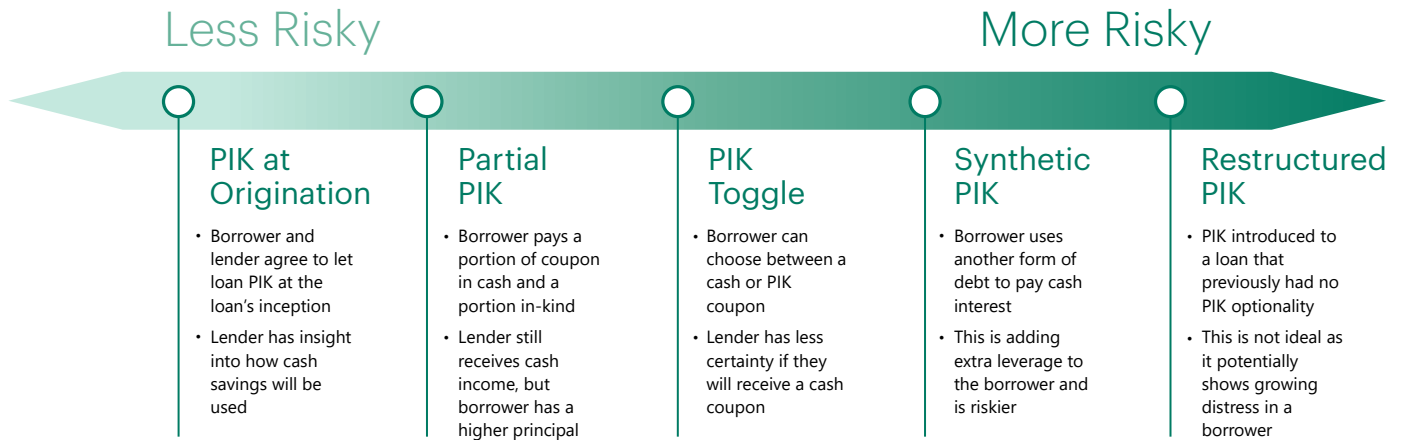 Less Risky
More Risky
PIK at
Origination
• Borrower and
lender agree to let
loan PIK at the
loan’s inception
• Lender has insight
into how cash
savings will be
used
Partial
PIK
• Borrower pays a
portion of coupon
in cash and a
portion in-kind
• Lender still
receives cash
income, but
borrower has a
higher principal
PIK
Toggle
• Borrower can
choose between a
cash or PIK
coupon
• Lender has less
certainty if they
will receive a cash
coupon
Synthetic
PIK
• Borrower uses
another form of
debt to pay cash
interest
• This is adding
extra leverage to
the borrower and
is riskier
Restructured
PIK
• PIK introduced to
a loan that
previously had no
PIK optionality
• This is not ideal as
it potentially
shows growing
distress in a
borrower